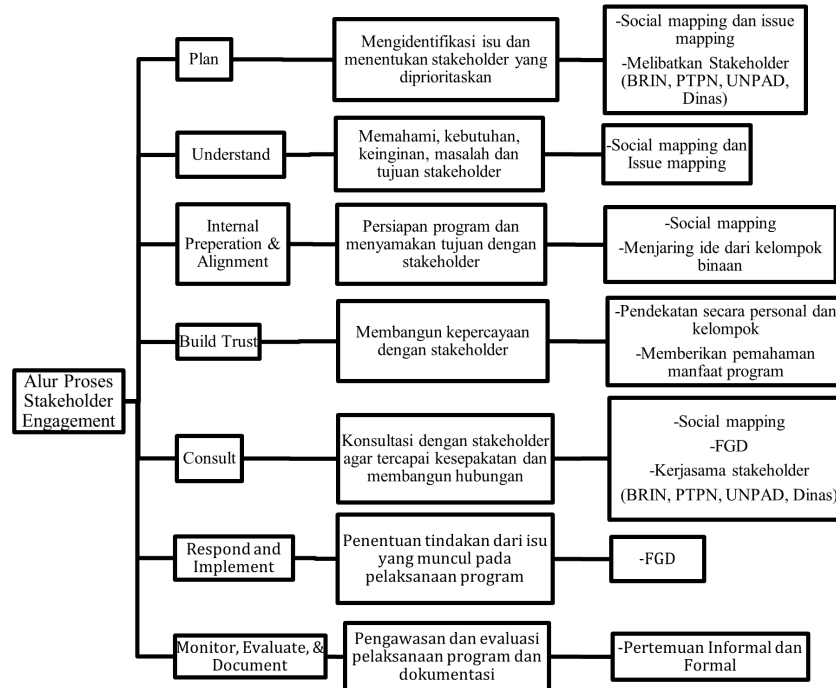 Plan
Mengidentifikasi isu dan
menentukan stakeholder yang
diprioritaskan
-Social mapping dan issue
mapping
-Melibatkan Stakeholder
(BRIN, PTPN, UNPAD,
Dinas)
Understand
Memahami, kebutuhan,
keinginan, masalah dan
tujuan stakeholder
-Social mapping dan
Issue mapping
Internal
Preperation &
Alignment
Persiapan program dan
menyamakan tujuan dengan
stakeholder
-Social mapping
-Menjaring ide dari kelompok
binaan
Build Trust
Membangun kepercayaan
dengan stakeholder
-Pendekatan secara personal dan
kelompok
-Memberikan pemahaman
manfaat program
Alur Proses
Stakeholder
Engagement
Consult
Konsultasi dengan stakeholder
agar tercapai kesepakatan dan
membangun hubungan
-Social mapping
-FGD
-Kerjasama stakeholder
(BRIN, PTPN, UNPAD, Dinas)
Respond and
Implement
Penentuan tindakan dari isu
yang muncul pada
pelaksanaan program
-FGD
Monitor, Evaluate, &
Document
Pengawasan dan evaluasi
pelaksanaan program dan
dokumentasi
-Pertemuan Informal dan
Formal